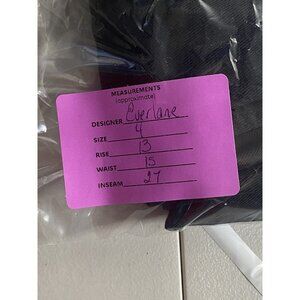 MEASUREMENTS
(approximate)
DESIGNER Everlane
SIZE 4
RISE 13
WAIST 15
INSEAM 27